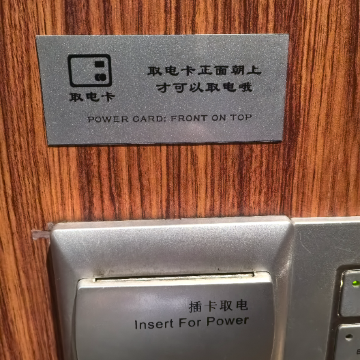 取电卡正面朝上
才可以取电哦
取电卡
POWER CARD: FRONT ON TOP
插卡取电
Insert For Power